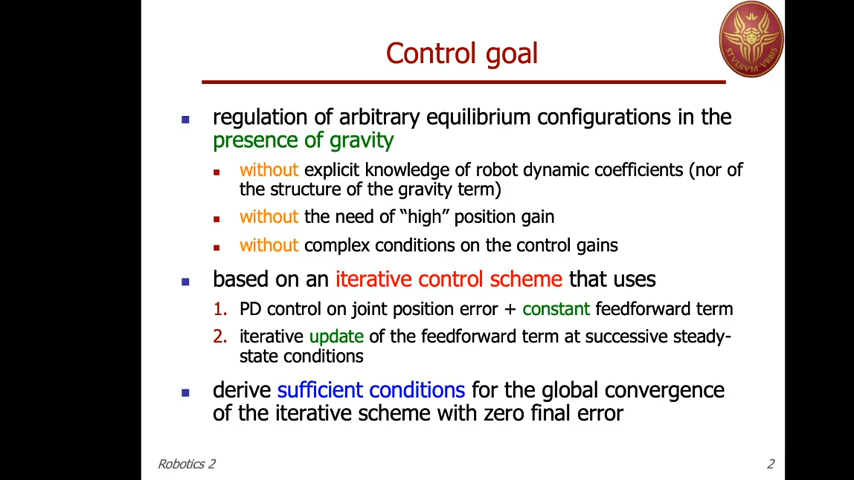 STVDIVM VRBIS
Control goal
regulation of arbitrary equilibrium configurations in the
presence of gravity
without explicit knowledge of robot dynamic coefficients (nor of
the structure of the gravity term)
without the need of “high” position gain
without complex conditions on the control gains
based on an iterative control scheme that uses
1. PD control on joint position error + constant feedforward term
2. iterative update of the feedforward term at successive steady-
state conditions
derive sufficient conditions for the global convergence
of the iterative scheme with zero final error
Robotics 2
2